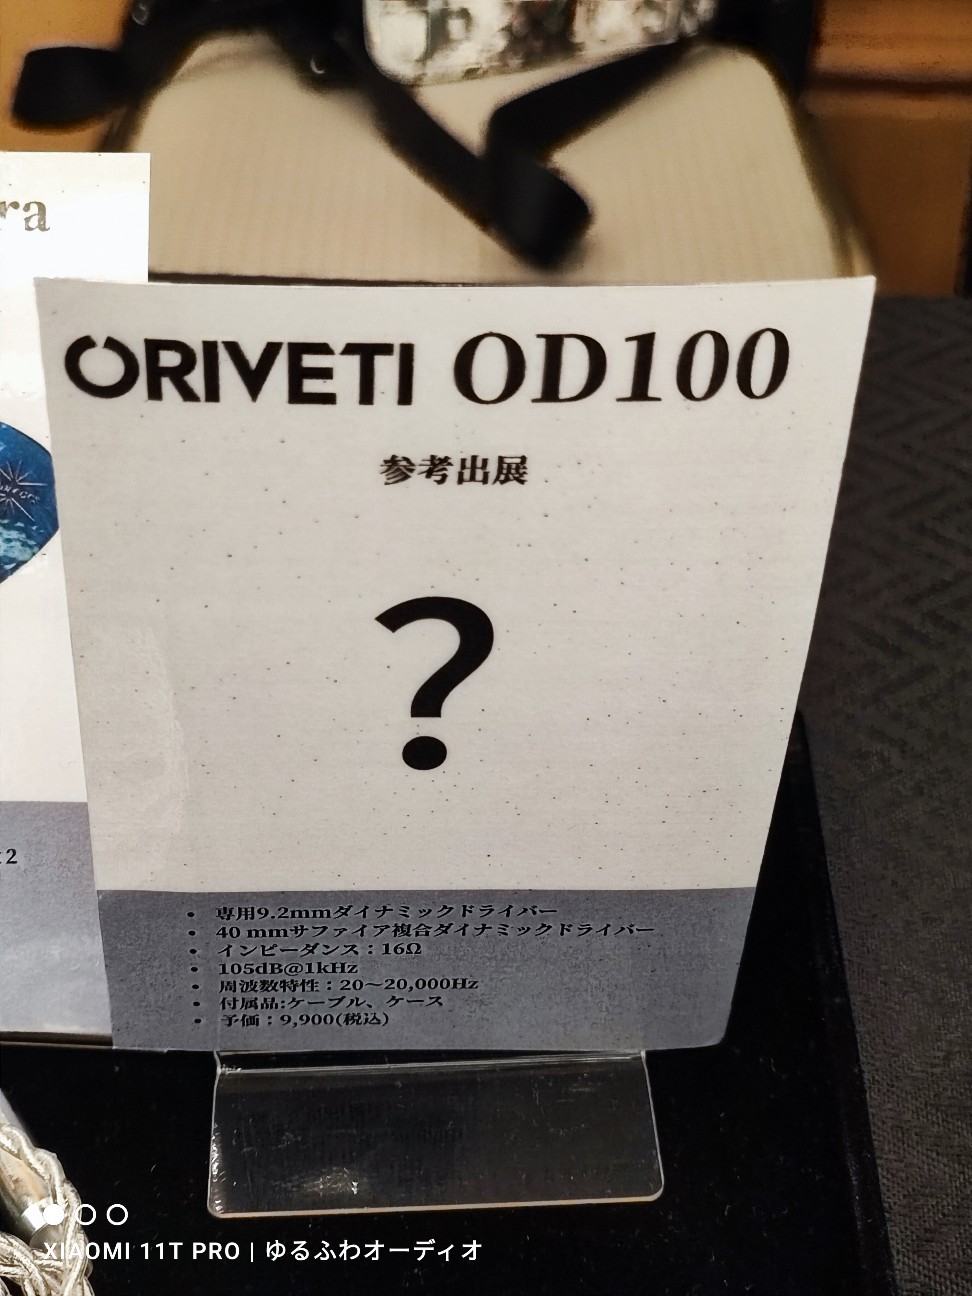 ra
ORIVETI OD100
参考出展
?
2
• 専用9.2mmダイナミックドライバー
• 40 mmサファイア複合ダイナミックドライバー
• インピーダンス：16Ω
• 105dB@1kHz
• 周波数特性：20～20,000Hz
• 付属品:ケーブル、ケース
• 予価：9,900(税込)
XIAOMI 11T PRO | ゆるふわオーディオ